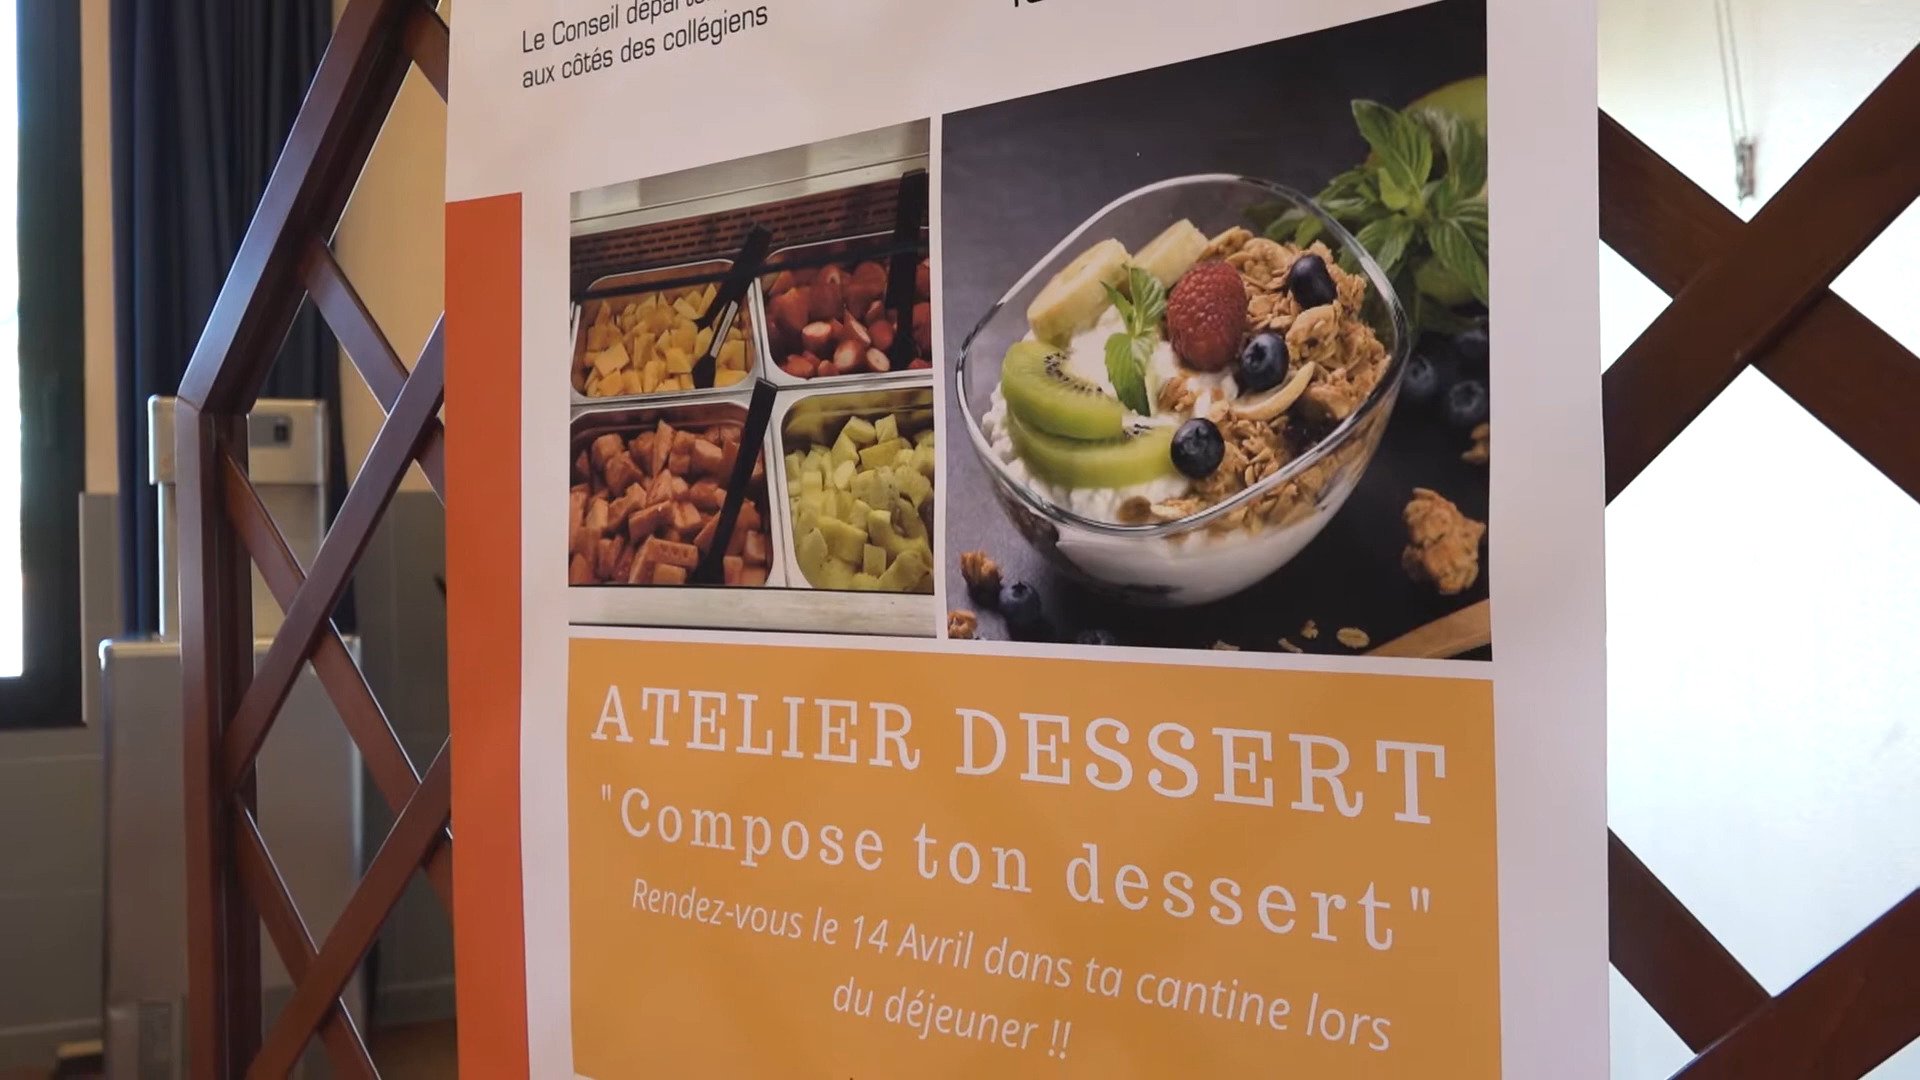 Le Conseil
aux côtés des collégiens
ATELIER DESSERT
"Compose ton dessert"
Rendez-vous le 14 Avril dans ta cantine lors
du déjeuner !!